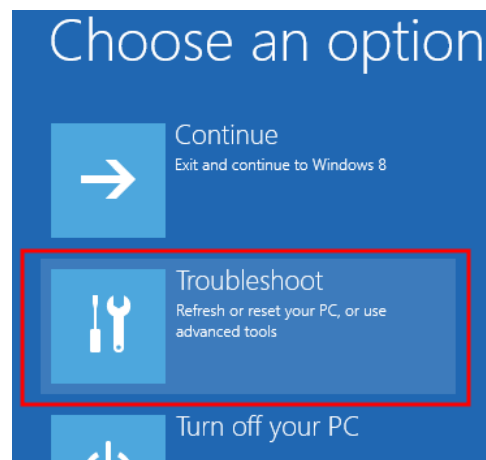 Choose an option
Continue
Exit and continue to Windows 8
Troubleshoot
Refresh or reset your PC, or use
advanced tools
Turn off your PC